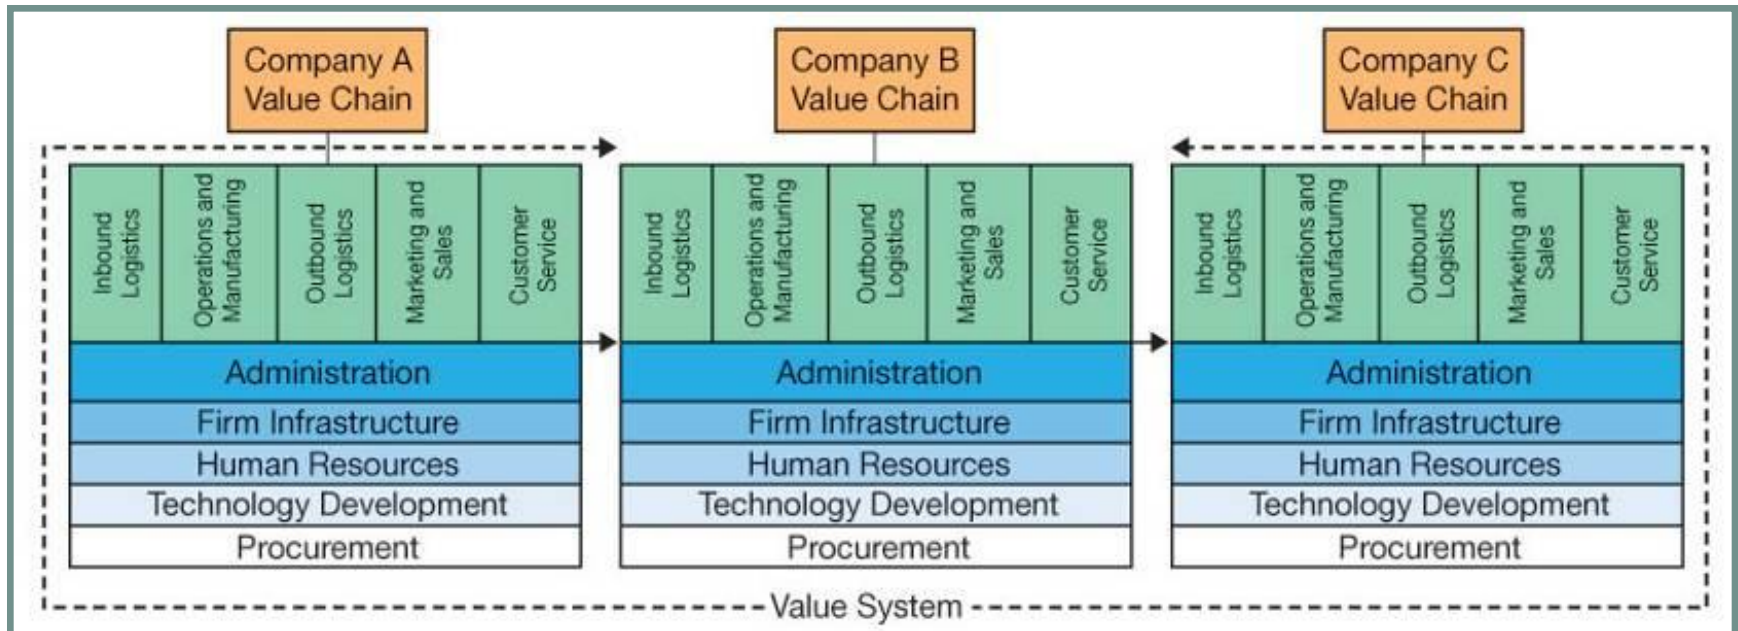 Company A
Value Chain
Company B
Value Chain
Company C
Value Chain
Inbound
Logistics
Operations and
Manufacturing
Outbound
Logistics
Marketing and
Sales
Customer
Service
Inbound
Logistics
Operations and
Manufacturing
Outbound
Logistics
Marketing and
Sales
Customer
Service
Inbound
Logistics
Operations and
Manufacturing
Outbound
Logistics
Marketing and
Sales
Customer
Service
Administration
Administration
Administration
Firm Infrastructure
Firm Infrastructure
Firm Infrastructure
Human Resources
Human Resources
Human Resources
Technology Development
Technology Development
Technology Development
Procurement
Procurement
Procurement
Value System